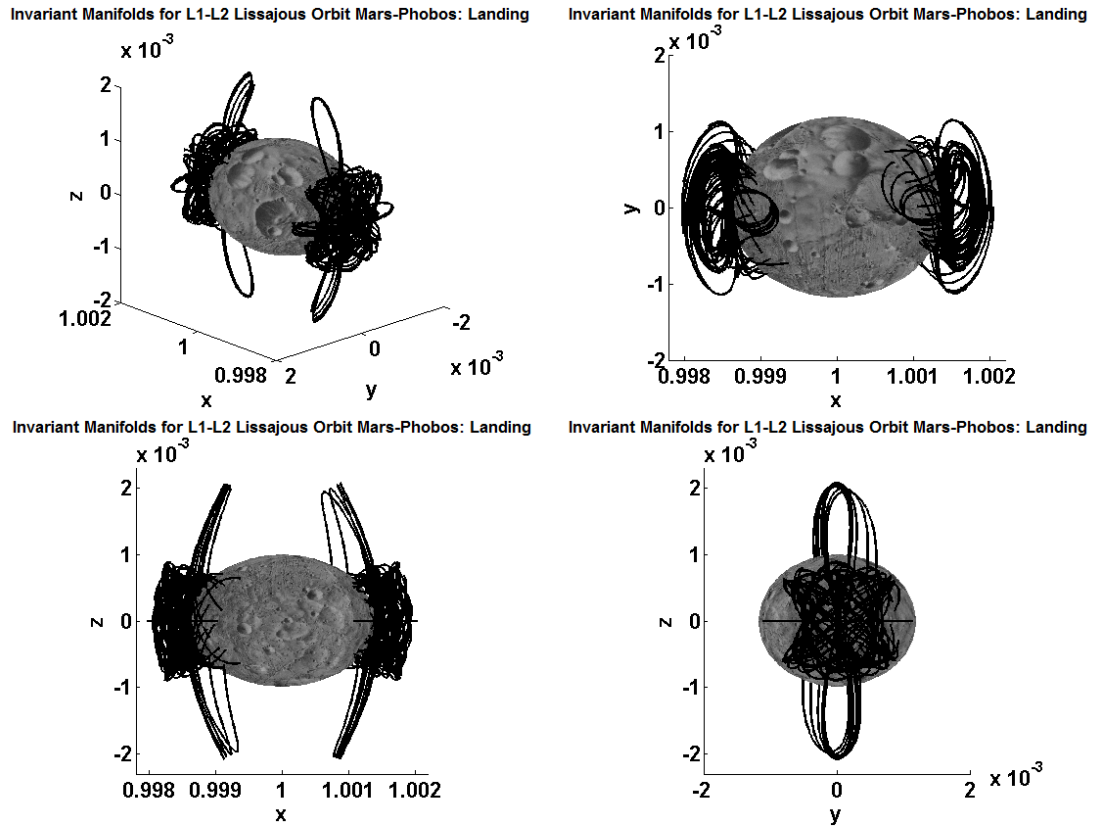 Invariant Manifolds for L1-L2 Lissajous Orbit Mars-Phobos: Landing
x 10^-3
2
1
0
-1
-2
z
1.002
1
0.998
x
2
0
-2
y
x 10^-3
Invariant Manifolds for L1-L2 Lissajous Orbit Mars-Phobos: Landing
x 10^-3
2
1
0
-1
-2
y
0.998 0.999 1 1.001 1.002
x
Invariant Manifolds for L1-L2 Lissajous Orbit Mars-Phobos: Landing
x 10^-3
2
1
0
-1
-2
z
0.998 0.999 1 1.001 1.002
x
Invariant Manifolds for L1-L2 Lissajous Orbit Mars-Phobos: Landing
x 10^-3
2
1
0
-1
-2
z
-2 0 2
x 10^-3
y